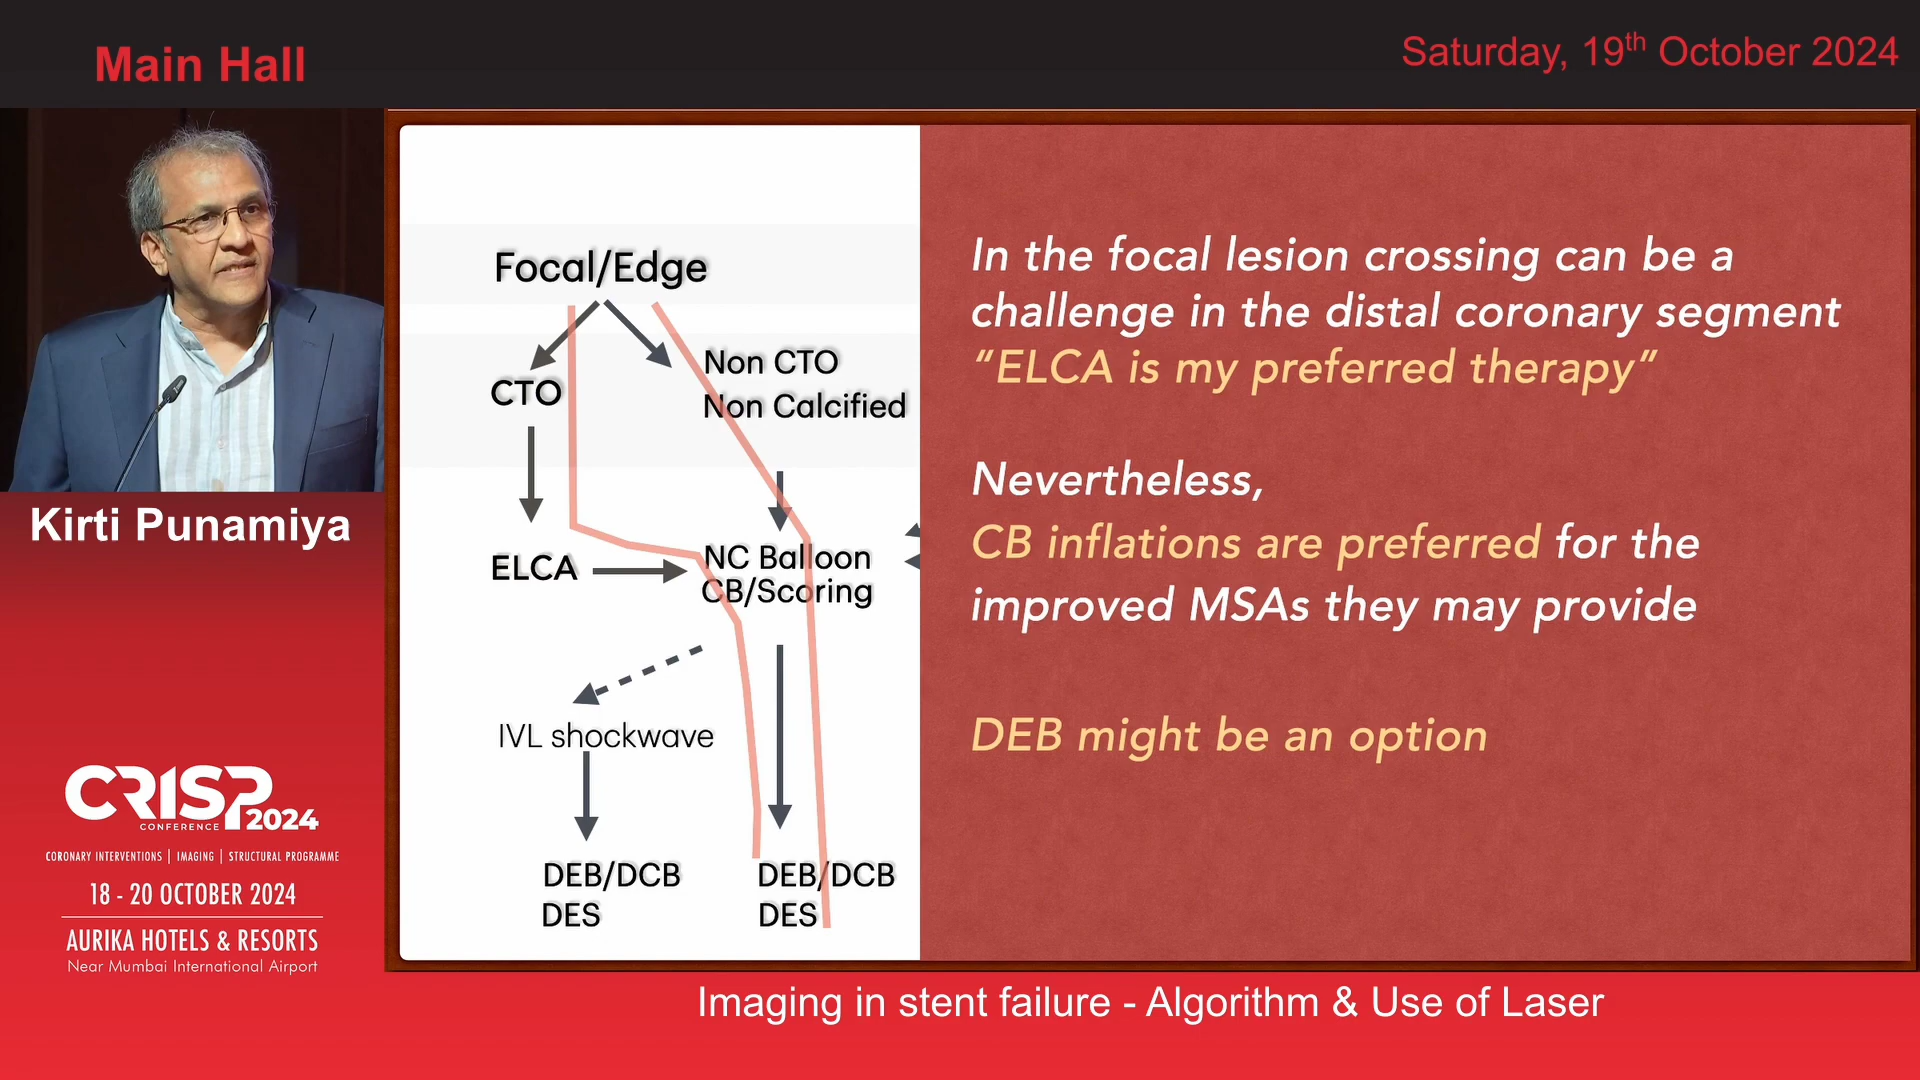 Main Hall
Saturday, 19th October 2024
Kirti Punamiya
CRISP
CONFERENCE 2024
CORONARY INTERVENTIONS | IMAGING | STRUCTURAL PROGRAMME
18 - 20 OCTOBER 2024
AURIKA HOTELS & RESORTS
Near Mumbai International Airport
Focal/Edge
CTO
Non CTO
Non Calcified
ELCA
NC Balloon
CB/Scoring
IVL shockwave
DEB/DCB
DES
DEB/DCB
DES
In the focal lesion crossing can be a
challenge in the distal coronary segment
“ELCA is my preferred therapy”
Nevertheless,
CB inflations are preferred for the
improved MSAs they may provide
DEB might be an option
Imaging in stent failure - Algorithm & Use of Laser